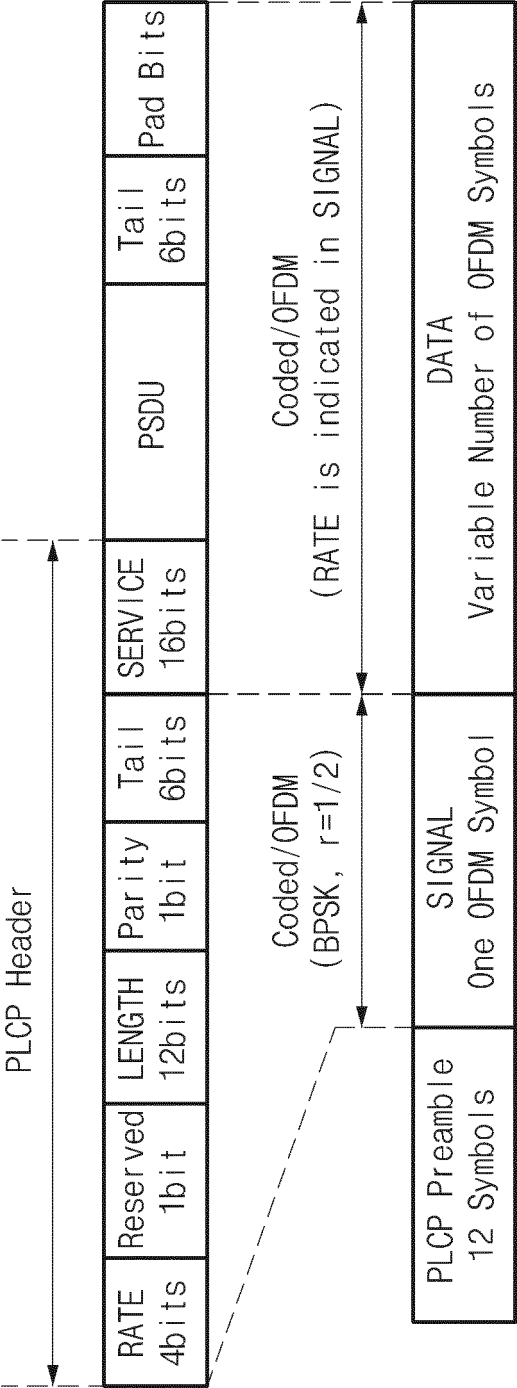 PLCP Header
RATE
4bits
Reserved
1bit
LENGTH
12bits
Parity
1bit
Tail
6bits
SERVICE
16bits
PSDU
Tail
6bits
Pad Bits
Coded/OFDM
(BPSK, r=1/2)
Coded/OFDM
(RATE is indicated in SIGNAL)
PLCP Preamble
12 Symbols
SIGNAL
One OFDM Symbol
DATA
Variable Number of OFDM Symbols